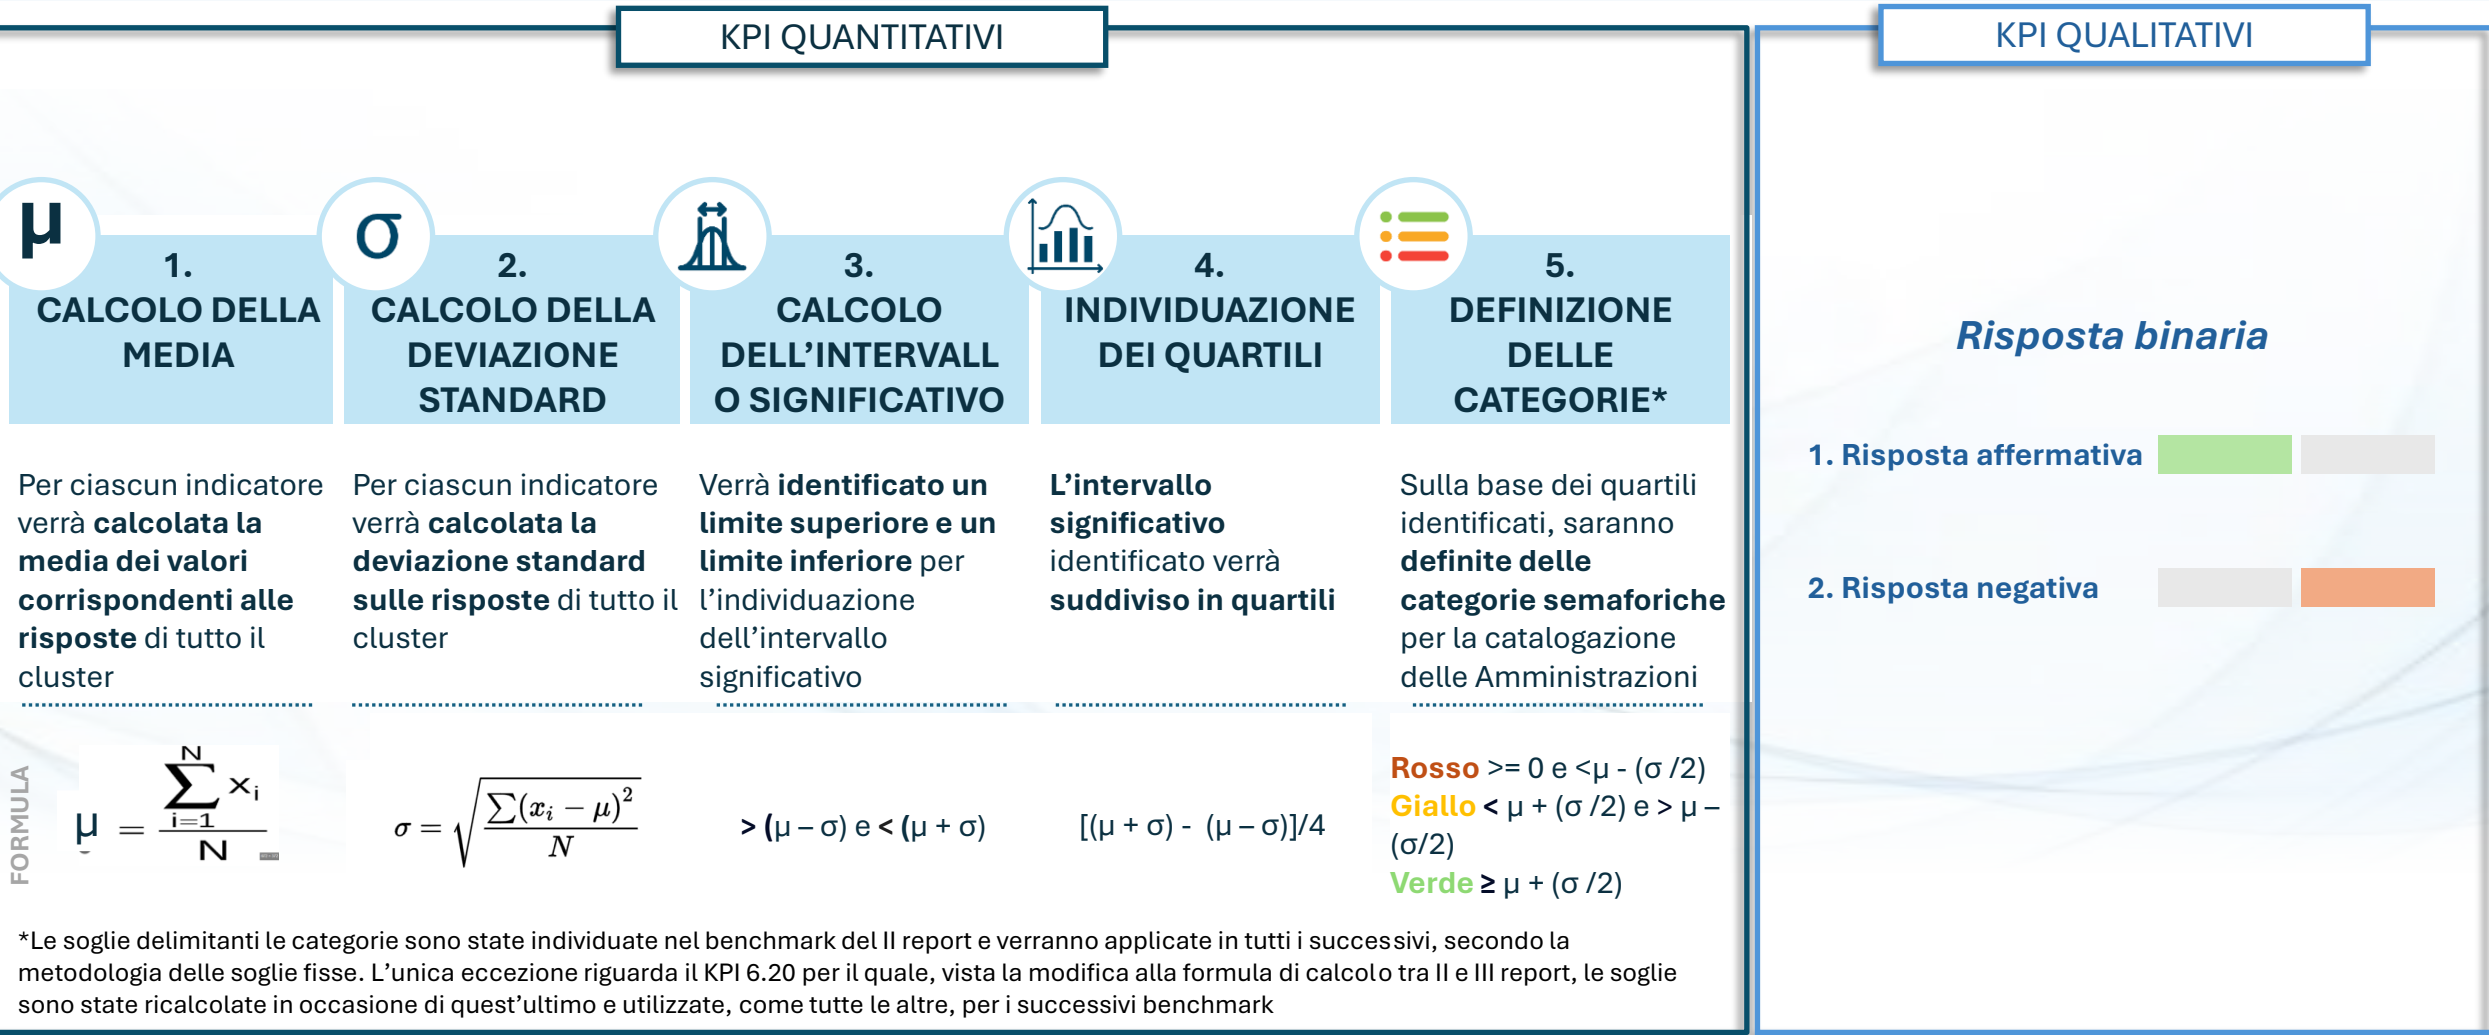 KPI QUANTITATIVI
KPI QUALITATIVI
μ
1.
CALCOLO DELLA
MEDIA
Per ciascun indicatore
verrà calcolata la
media dei valori
corrispondenti alle
risposte di tutto il
cluster
σ
2.
CALCOLO DELLA
DEVIAZIONE
STANDARD
Per ciascun indicatore
verrà calcolata la
deviazione standard
sulle risposte di tutto il
cluster
3.
CALCOLO
DELL’INTERVALL
O SIGNIFICATIVO
Verrà identificato un
limite superiore e un
limite inferiore per
l’individuazione
dell’intervallo
significativo
4.
INDIVIDUAZIONE
DEI QUARTILI
L’intervallo
significativo
identificato verrà
suddiviso in quartili
5.
DEFINIZIONE
DELLE
CATEGORIE*
Sulla base dei quartili
identificati, saranno
definite delle
categorie semaforiche
per la catalogazione
delle Amministrazioni
FORMULA
μ = ∑_{i=1}^{N} x_i / N
σ = √(∑(x_i − μ)² / N)
> (μ – σ) e < (μ + σ)
[(μ + σ) - (μ – σ)]/4
Rosso >= 0 e <μ - (σ /2)
Giallo < μ + (σ /2) e > μ –
(σ/2)
Verde ≥ μ + (σ /2)
*Le soglie delimitanti le categorie sono state individuate nel benchmark del II report e verranno applicate in tutti i successivi, secondo la
metodologia delle soglie fisse. L’unica eccezione riguarda il KPI 6.20 per il quale, vista la modifica alla formula di calcolo tra II e III report, le soglie
sono state ricalcolate in occasione di quest’ultimo e utilizzate, come tutte le altre, per i successivi benchmark
Risposta binaria
1. Risposta affermativa
2. Risposta negativa